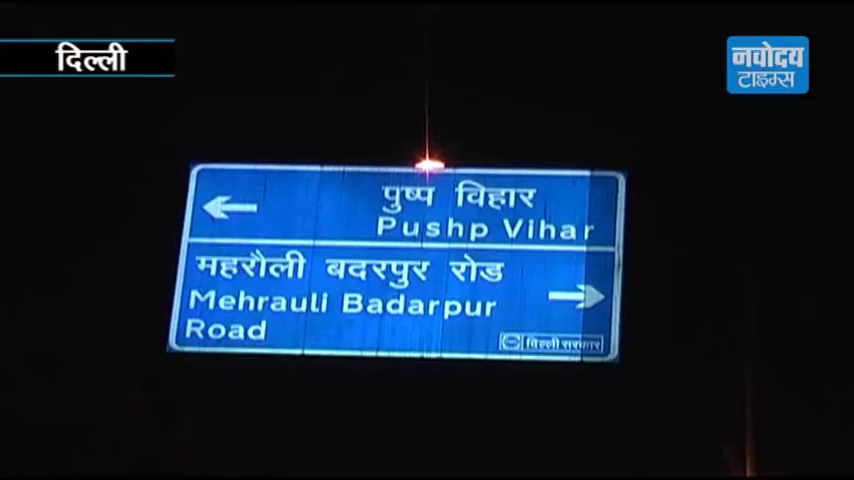 दिल्ली
नवोदय
टाइम्स
पुष्प विहार
Pushp Vihar
महरौली बदरपुर रोड
Mehrauli Badarpur
Road
दिल्ली सरकार